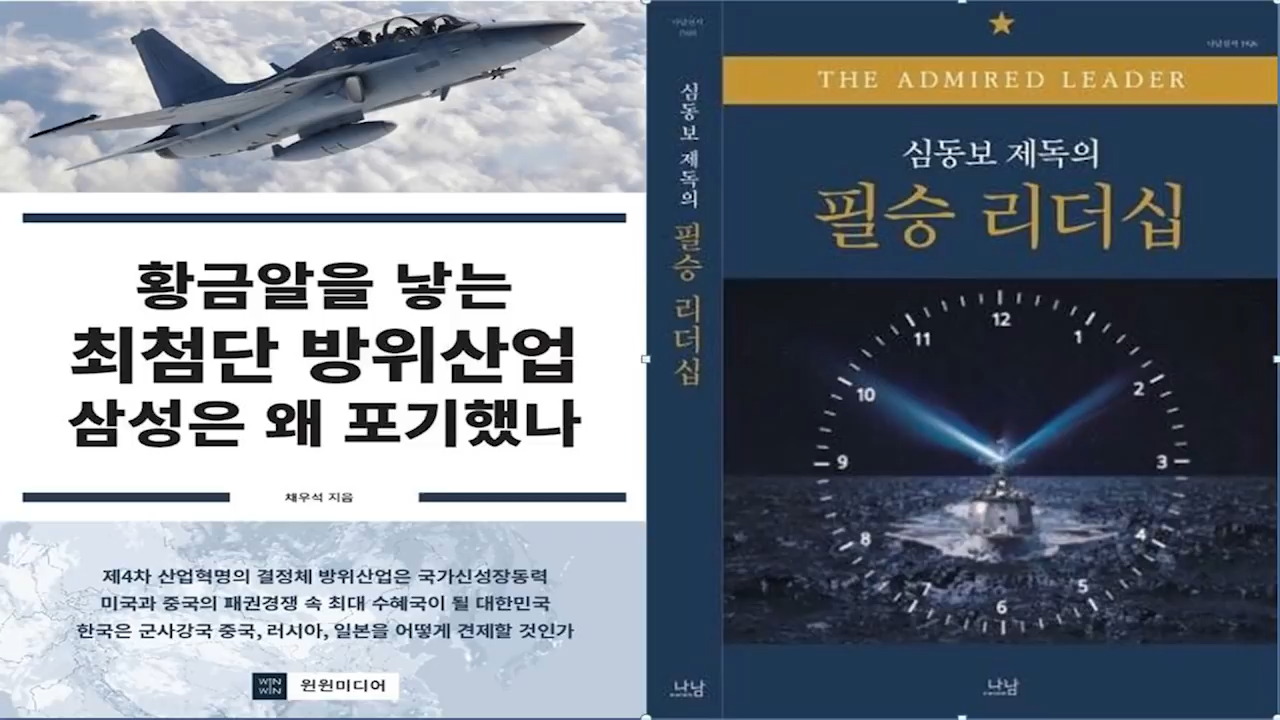 황금알을 낳는
최첨단 방위산업
삼성은 왜 포기했나
채우석 지음
제4차 산업혁명의 결정체 방위산업은 국가신성장동력
미국과 중국의 패권경쟁 속 최대 수혜국이 될 대한민국
한국은 군사강국 중국, 러시아, 일본을 어떻게 견제할 것인가
WIN WIN
윈윈미디어
심동보 제독의 필승 리더십
나남
THE ADMIRED LEADER
심동보 제독의
필승 리더십
12
1
2
3
4
5
6
7
8
9
10
11
나남